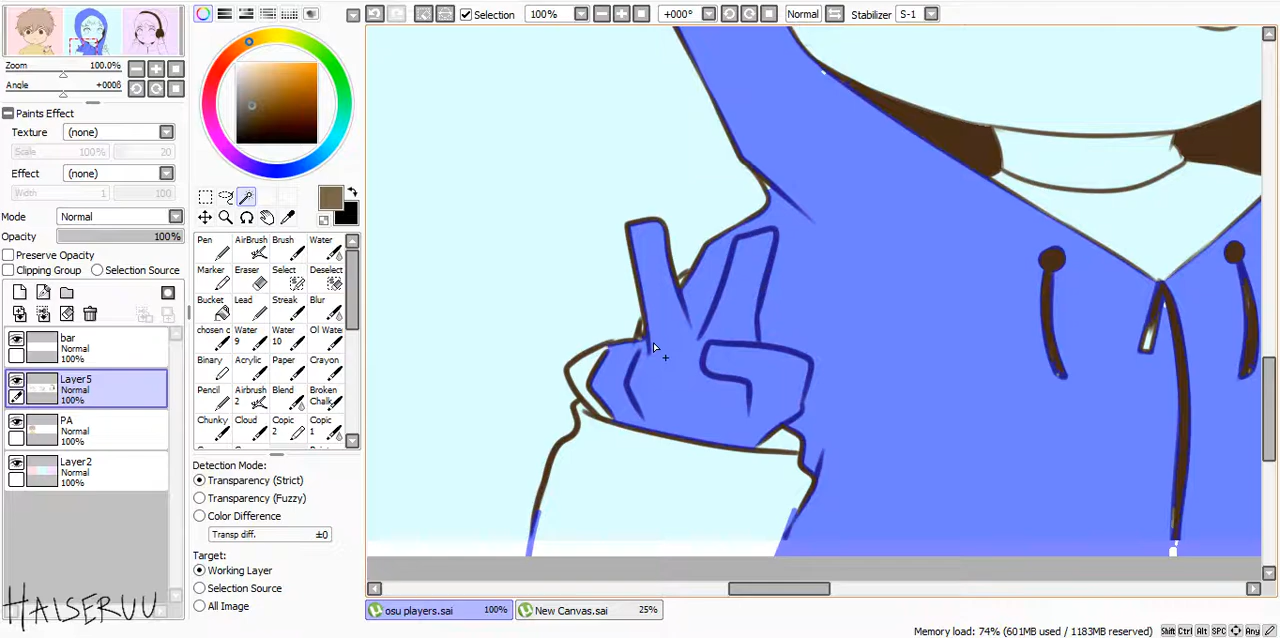 Selection 100% +000° Normal Stabilizer S-1
Zoom 100.0%
Angle +000ß
Paints Effect
Texture (none)
Scale 100% 20
Effect (none)
Width 1 100
Mode Normal
Opacity 100%
Preserve Opacity
Clipping Group Selection Source
bar
Normal
100%
Layer5
Normal
100%
PA
Normal
100%
Layer2
Normal
100%
HALSERUU
Pen AirBrush Brush Water
Marker Eraser Select Deselect
Bucket Lead Streak Blur
chosen c Water 9 Water 10 Ol Water
Binary Acrylic Paper Crayon
Pencil Airbrush 2 Blend Broken Chalk
Chunky Cloud Copic 2 Copic 1
Detection Mode:
Transparency (Strict)
Transparency (Fuzzy)
Color Difference
Transp diff. ±0
Target:
Working Layer
Selection Source
All Image
osu players.sai 100% New Canvas.sai 25%
Memory load: 74% (601MB used / 1183MB reserved) Shift Ctrl Alt SPC Any